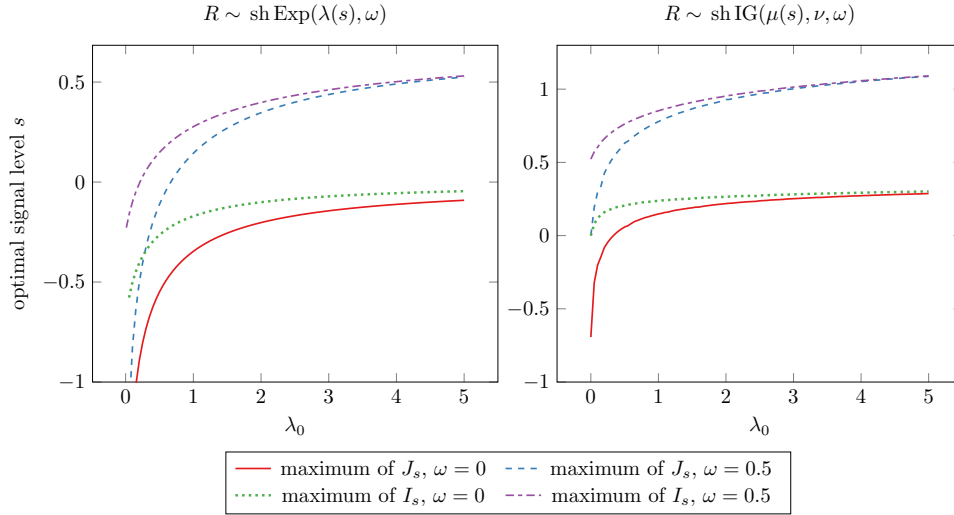 R ∼ sh Exp(λ(s), ω)
R ∼ sh IG(μ(s), ν, ω)
optimal signal level s
0.5
0
−0.5
−1
0 1 2 3 4 5
λ₀
1
0.5
0
−0.5
−1
0 1 2 3 4 5
λ₀
maximum of Jₛ, ω = 0
maximum of Jₛ, ω = 0.5
maximum of Iₛ, ω = 0
maximum of Iₛ, ω = 0.5